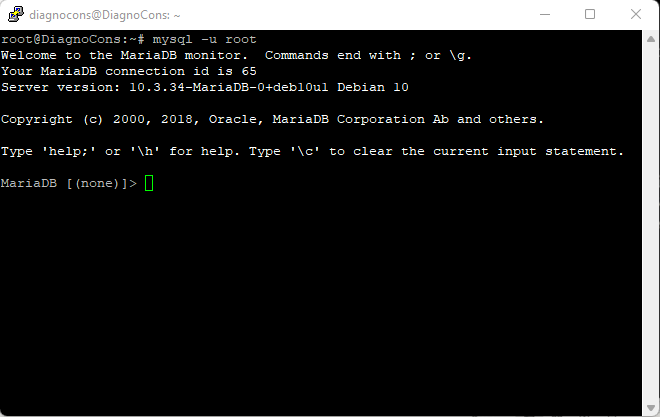 diagnocons@DiagnoCons: ~
root@DiagnoCons:~# mysql -u root
Welcome to the MariaDB monitor.  Commands end with ; or \g.
Your MariaDB connection id is 65
Server version: 10.3.34-MariaDB-0+deb10u1 Debian 10

Copyright (c) 2000, 2018, Oracle, MariaDB Corporation Ab and others.

Type 'help;' or '\h' for help. Type '\c' to clear the current input statement.

MariaDB [(none)]>